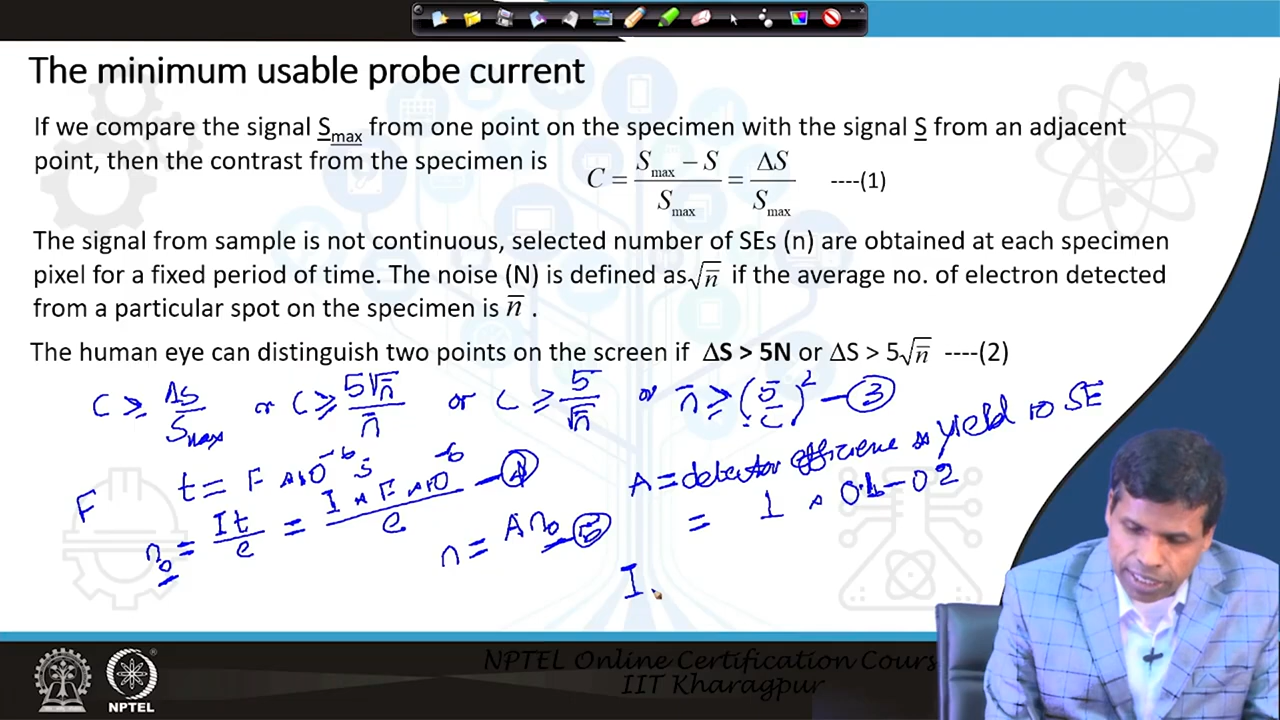 The minimum usable probe current
If we compare the signal Smax from one point on the specimen with the signal S from an adjacent
point, then the contrast from the specimen is C = (Smax − S) / Smax = ΔS / Smax ----(1)
The signal from sample is not continuous, selected number of SEs (n) are obtained at each specimen
pixel for a fixed period of time. The noise (N) is defined as √n̅ if the average no. of electron detected
from a particular spot on the specimen is n̅ .
The human eye can distinguish two points on the screen if ΔS > 5N or ΔS > 5√n̅ ----(2)
C ≥ ΔS / Smax or C ≥ 5√n̅ / n̅ or C ≥ 5 / √n̅ or n̅ ≥ (5/C)² — 3
F t = F × 10⁻⁶ s
n₀ = It / e = I × F × 10⁻⁶ / e — 4
n = A n₀ — 5
A = detector × yield to SE
= 1 × 0.1 - 02
I
NPTEL Online Certification Cours
IIT Kharagpur
NPTEL